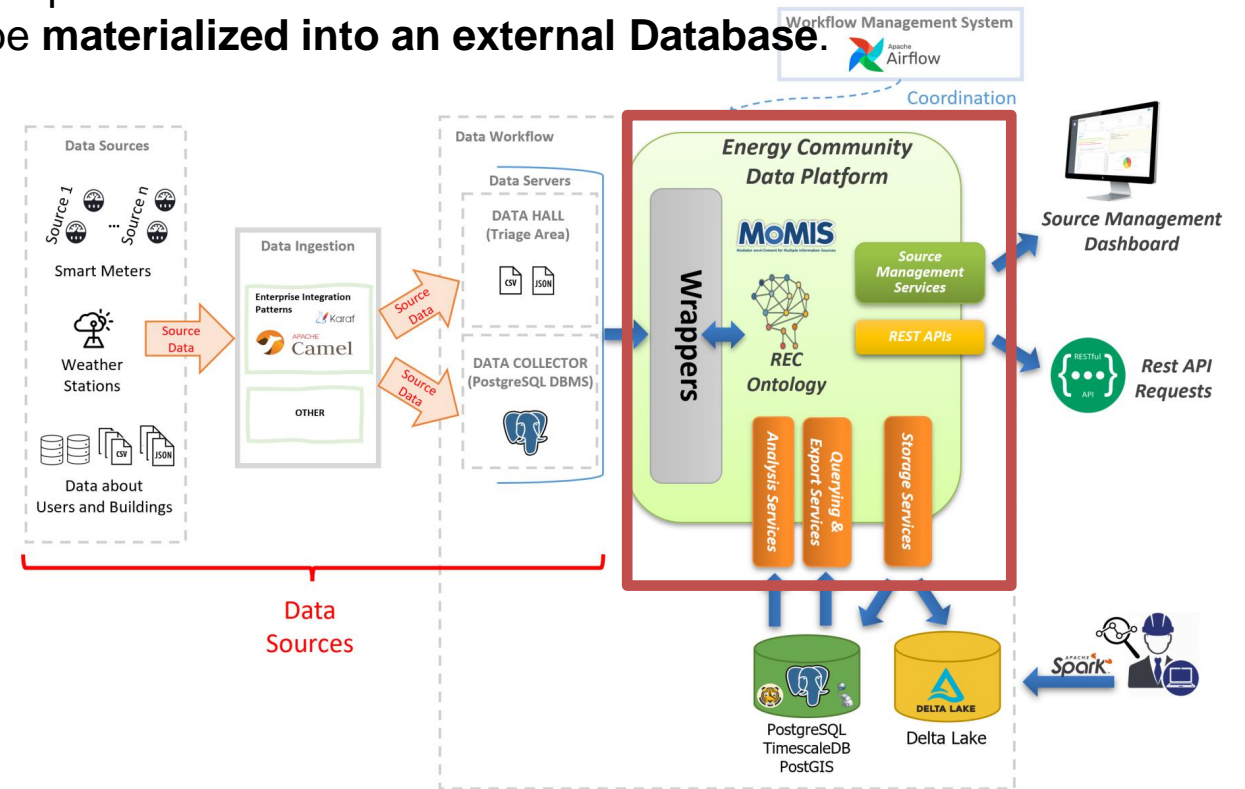 be materialized into an external Database.
Workflow Management System
Apache
Airflow
Coordination
Data Sources
Source 1
...
Source n
Smart Meters
Weather
Stations
CSV
JSON
Data about
Users and Buildings
Source
Data
Data Ingestion
Enterprise Integration
Patterns
Karaf
APACHE
Camel
OTHER
Source
Data
Source
Data
Data Workflow
Data Servers
DATA HALL
(Triage Area)
CSV
JSON
DATA COLLECTOR
(PostgreSQL DBMS)
Energy Community
Data Platform
Wrappers
MOMIS
REC
Ontology
Source
Management
Services
REST APIs
Analysis Services
Querying &
Export Services
Storage Services
Source Management
Dashboard
RESTful
API
Rest API
Requests
Data
Sources
PostgreSQL
TimescaleDB
PostGIS
DELTA LAKE
Delta Lake
APACHE
Spark